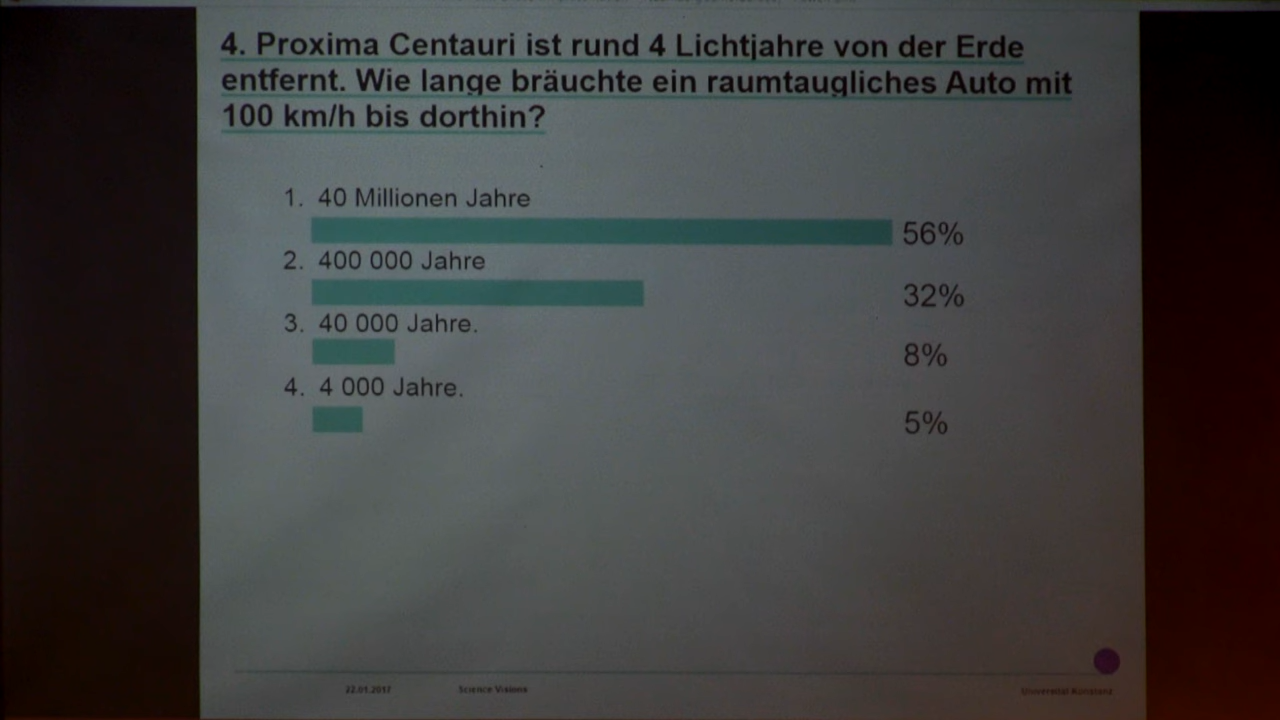 4. Proxima Centauri ist rund 4 Lichtjahre von der Erde
entfernt. Wie lange bräuchte ein raumtaugliches Auto mit
100 km/h bis dorthin?
1. 40 Millionen Jahre
56%
2. 400 000 Jahre
32%
3. 40 000 Jahre.
8%
4. 4 000 Jahre.
5%
22.01.2017 Science Visions Universität Konstanz